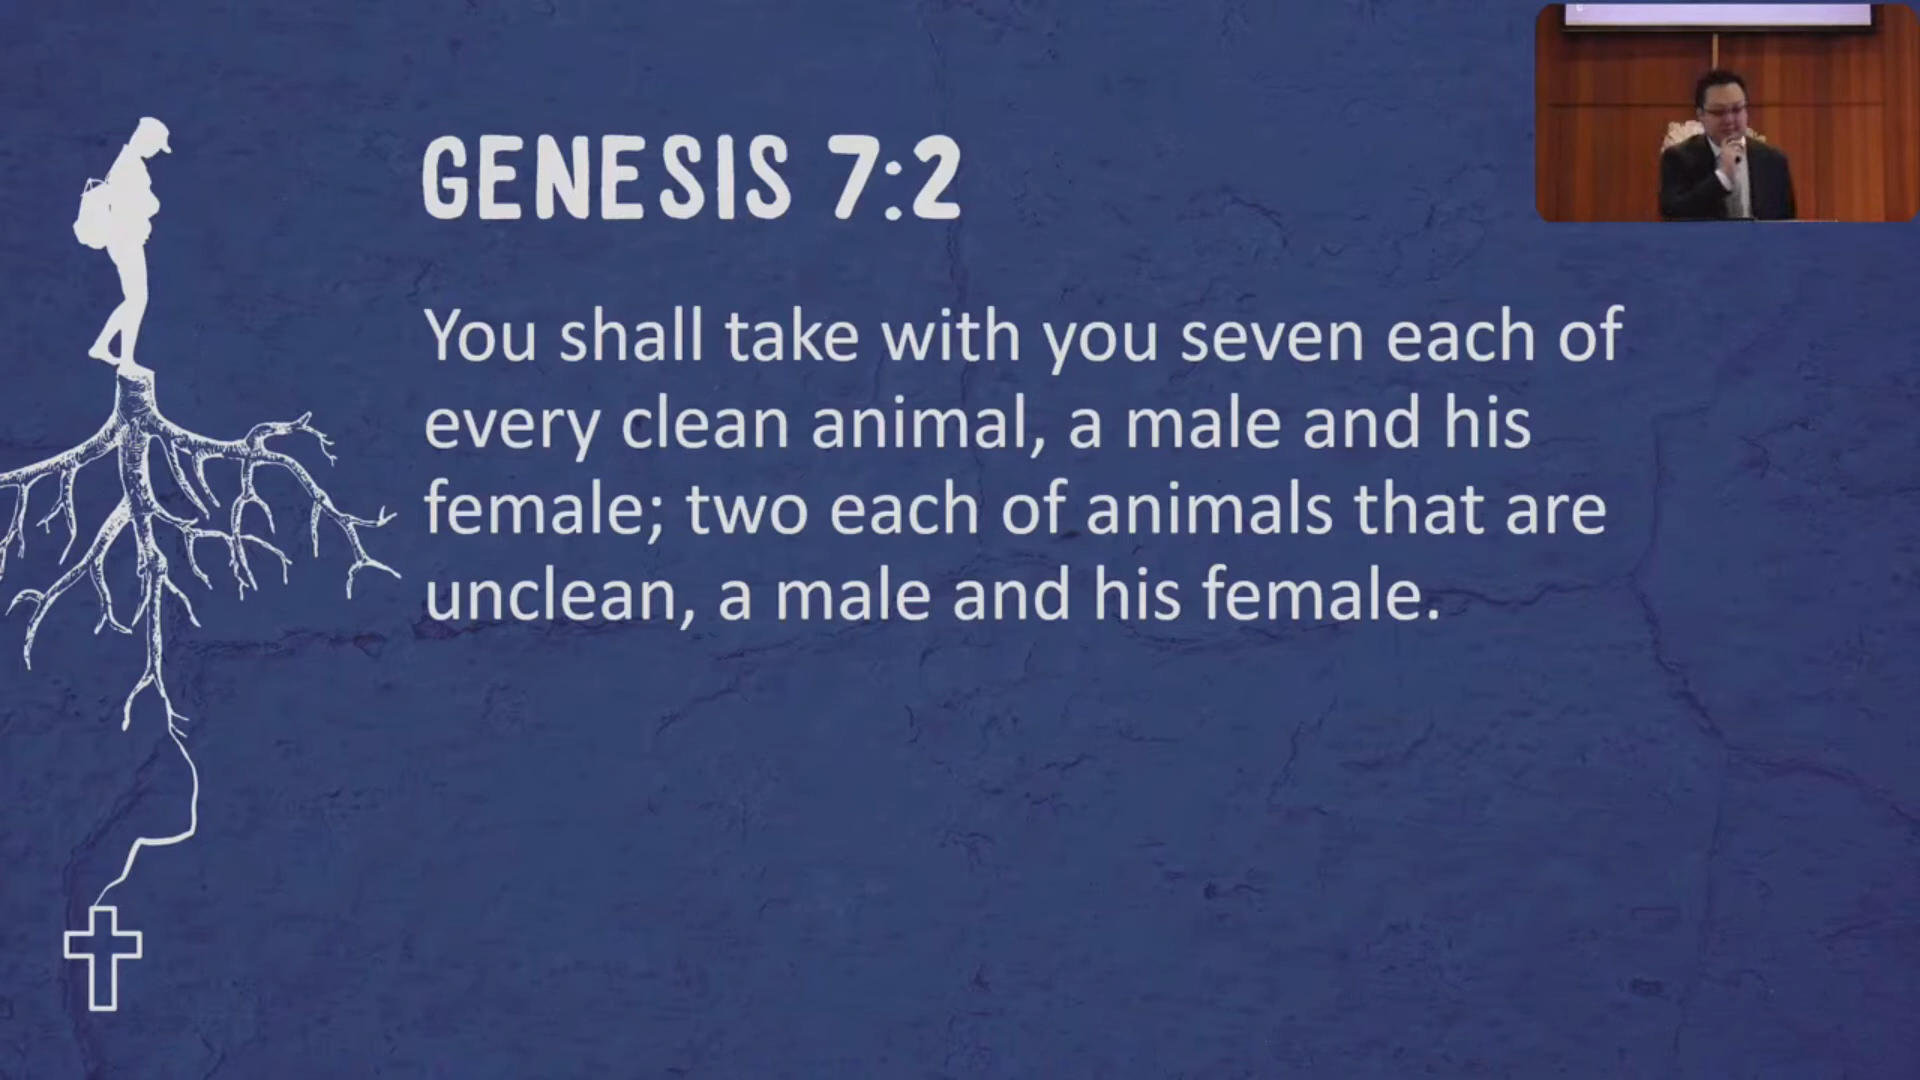 GENESIS 7:2
You shall take with you seven each of
every clean animal, a male and his
female; two each of animals that are
unclean, a male and his female.